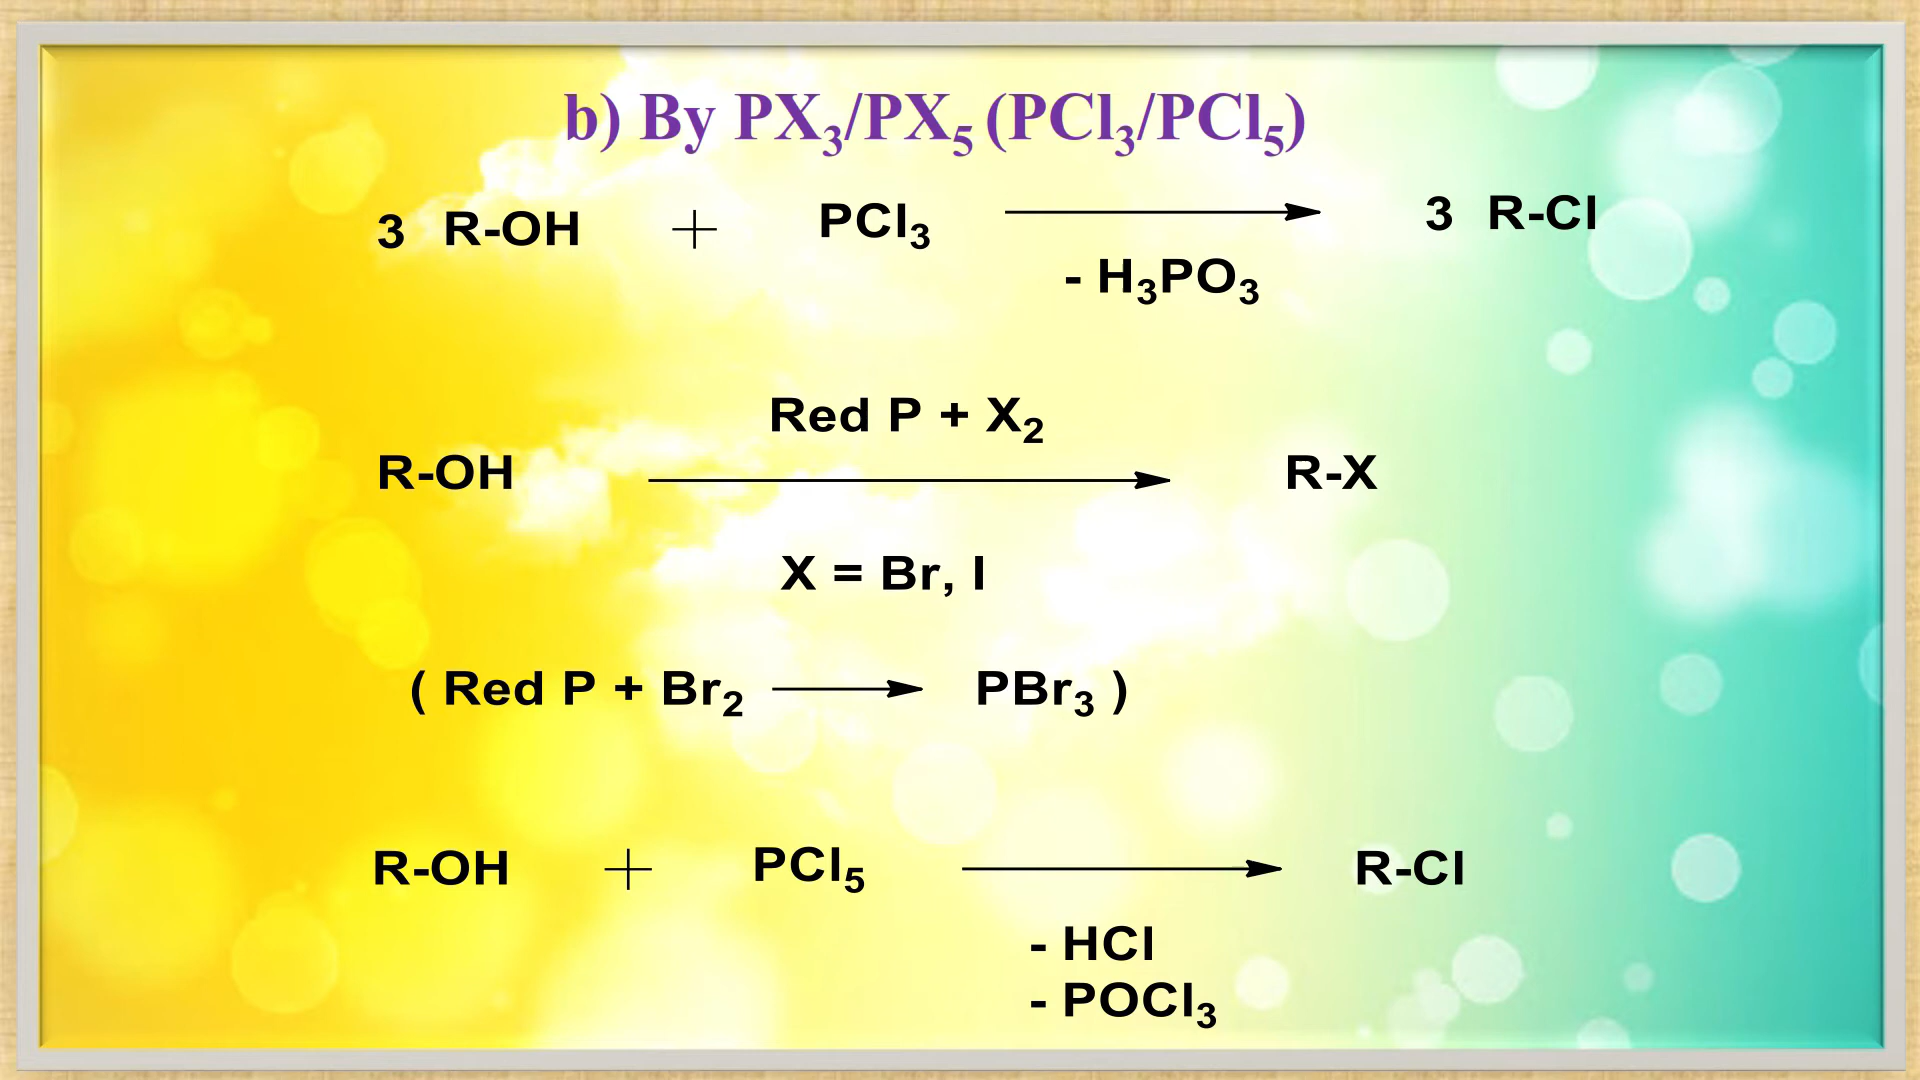 b) By PX₃/PX₅ (PCl₃/PCl₅)
3 R-OH + PCl₃ ⟶ 3 R-Cl
- H₃PO₃
Red P + X₂
R-OH ⟶ R-X
X = Br, I
( Red P + Br₂ ⟶ PBr₃ )
R-OH + PCl₅ ⟶ R-Cl
- HCl
- POCl₃